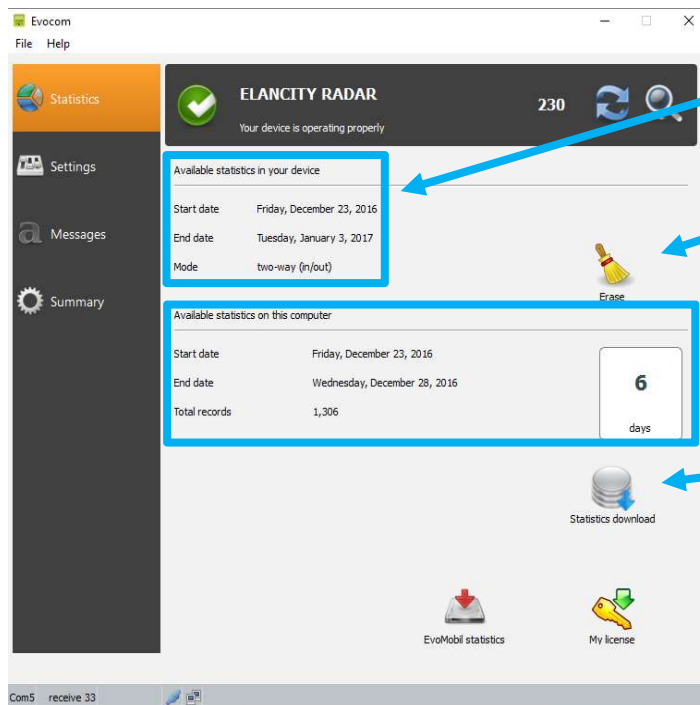 Evocom
File Help
Statistics
ELANCITY RADAR
230
Your device is operating properly
Settings
Available statistics in your device
Start date Friday, December 23, 2016
End date Tuesday, January 3, 2017
Messages
Mode two-way (in/out)
Erase
Summary
Available statistics on this computer
Start date Friday, December 23, 2016
End date Wednesday, December 28, 2016
6
Total records 1,306
days
Statistics download
EvoMobil statistics
My license
Com5 receive 33